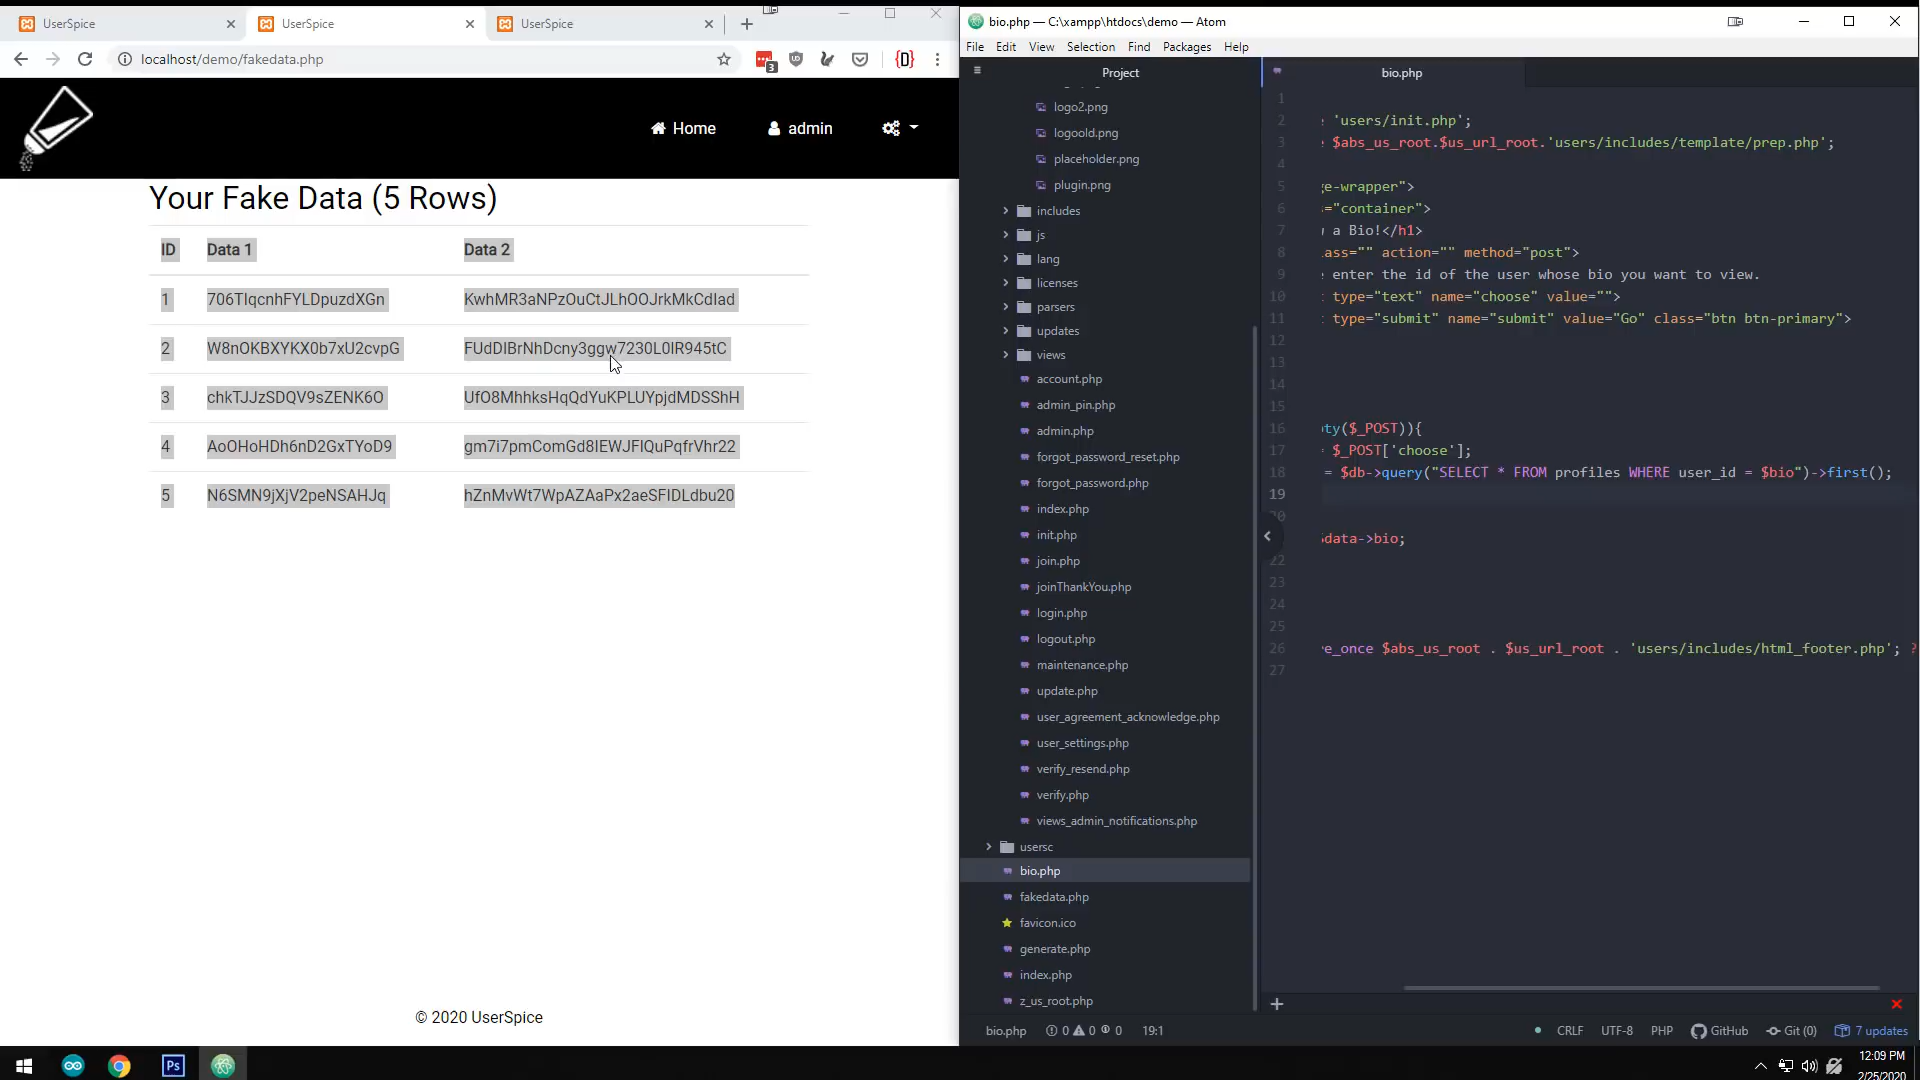 UserSpice
UserSpice
UserSpice
localhost/demo/fakedata.php
3
Home
admin
Your Fake Data (5 Rows)
ID Data 1 Data 2
1 706TIqcnhFYLDpuzdXGn KwhMR3aNPzOuCtJLhOOJrkMkCdIad
2 W8nOKBXYKX0b7xU2cvpG FUdDIBrNhDcny3ggw7230L0IR945tC
3 chkTJJzSDQV9sZENK6O UfO8MhhksHqQdYuKPLUYpjdMDSShH
4 AoOHoHDh6nD2GxTYoD9 gm7i7pmComGd8IEWJFIQuPqfrVhr22
5 N6SMN9jXjV2peNSAHJq hZnMvWt7WpAZAaPx2aeSFIDLdbu20
© 2020 UserSpice
bio.php — C:\xampp\htdocs\demo — Atom
File Edit View Selection Find Packages Help
Project
logo2.png
logoold.png
placeholder.png
plugin.png
includes
js
lang
licenses
parsers
updates
views
account.php
admin_pin.php
admin.php
forgot_password_reset.php
forgot_password.php
index.php
init.php
join.php
joinThankYou.php
login.php
logout.php
maintenance.php
update.php
user_agreement_acknowledge.php
user_settings.php
verify_resend.php
verify.php
views_admin_notifications.php
usersc
bio.php
fakedata.php
favicon.ico
generate.php
index.php
z_us_root.php
bio.php
1
2 'users/init.php';
3 $abs_us_root.$us_url_root.'users/includes/template/prep.php';
4
5 ge-wrapper">
6 ="container">
7 a Bio!</h1>
8 ass="" action="" method="post">
9 enter the id of the user whose bio you want to view.
10 type="text" name="choose" value="">
11 type="submit" name="submit" value="Go" class="btn btn-primary">
12
13
14
15
16 ty($_POST)){
17 = $_POST['choose'];
18 = $db->query("SELECT * FROM profiles WHERE user_id = $bio")->first();
19
20
data->bio;
22
23
24
25
26 e_once $abs_us_root . $us_url_root . 'users/includes/html_footer.php'; ?
27
bio.php 0 0 0 19:1 CRLF UTF-8 PHP GitHub Git (0) 7 updates
Ps
12:09 PM
2/25/2020